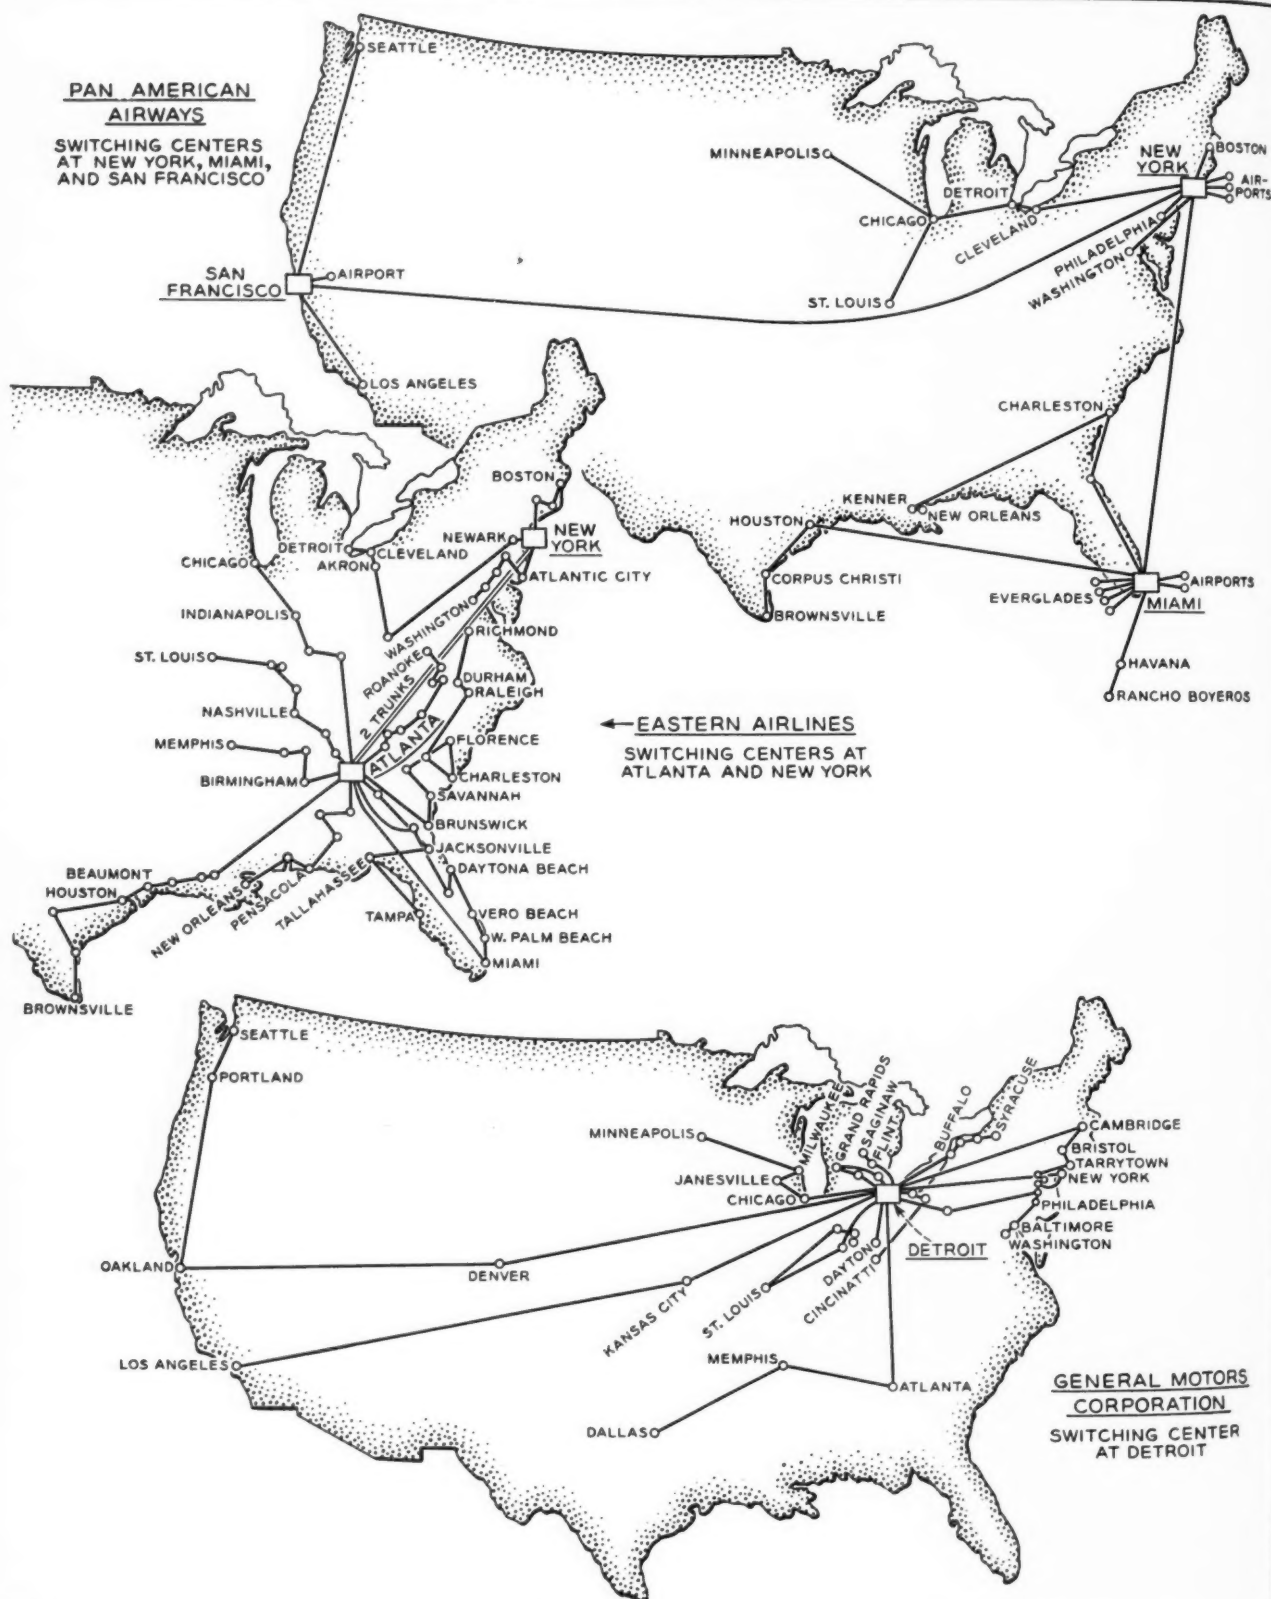 PAN AMERICAN
AIRWAYS
SWITCHING CENTERS
AT NEW YORK, MIAMI,
AND SAN FRANCISCO
SEATTLE
MINNEAPOLIS
DETROIT
CHICAGO
CLEVELAND
ST. LOUIS
NEW
YORK
BOSTON
AIR-
PORTS
PHILADELPHIA
WASHINGTON
SAN
FRANCISCO
AIRPORT
LOS ANGELES
CHARLESTON
KENNER
NEW ORLEANS
HOUSTON
CORPUS CHRISTI
BROWNSVILLE
EVERGLADES
AIRPORTS
MIAMI
HAVANA
RANCHO BOYEROS
EASTERN AIRLINES
SWITCHING CENTERS AT
ATLANTA AND NEW YORK
BOSTON
NEWARK
NEW
YORK
DETROIT
CLEVELAND
AKRON
CHICAGO
ATLANTIC CITY
INDIANAPOLIS
WASHINGTON
RICHMOND
ST. LOUIS
ROANOKE
2 TRUNKS
DURHAM
RALEIGH
NASHVILLE
MEMPHIS
ATLANTA
FLORENCE
BIRMINGHAM
CHARLESTON
SAVANNAH
BRUNSWICK
JACKSONVILLE
DAYTONA BEACH
BEAUMONT
HOUSTON
NEW ORLEANS
PENSACOLA
TALLAHASSEE
TAMPA
VERO BEACH
W. PALM BEACH
MIAMI
BROWNSVILLE
SEATTLE
PORTLAND
MINNEAPOLIS
MILWAUKEE
GRAND RAPIDS
SAGINAW
FLINT
BUFFALO
SYRACUSE
CAMBRIDGE
BRISTOL
TARRYTOWN
NEW YORK
JANESVILLE
CHICAGO
PHILADELPHIA
BALTIMORE
WASHINGTON
DETROIT
OAKLAND
DENVER
DAYTON
CINCINATTI
KANSAS CITY
ST. LOUIS
LOS ANGELES
MEMPHIS
ATLANTA
DALLAS
GENERAL MOTORS
CORPORATION
SWITCHING CENTER
AT DETROIT